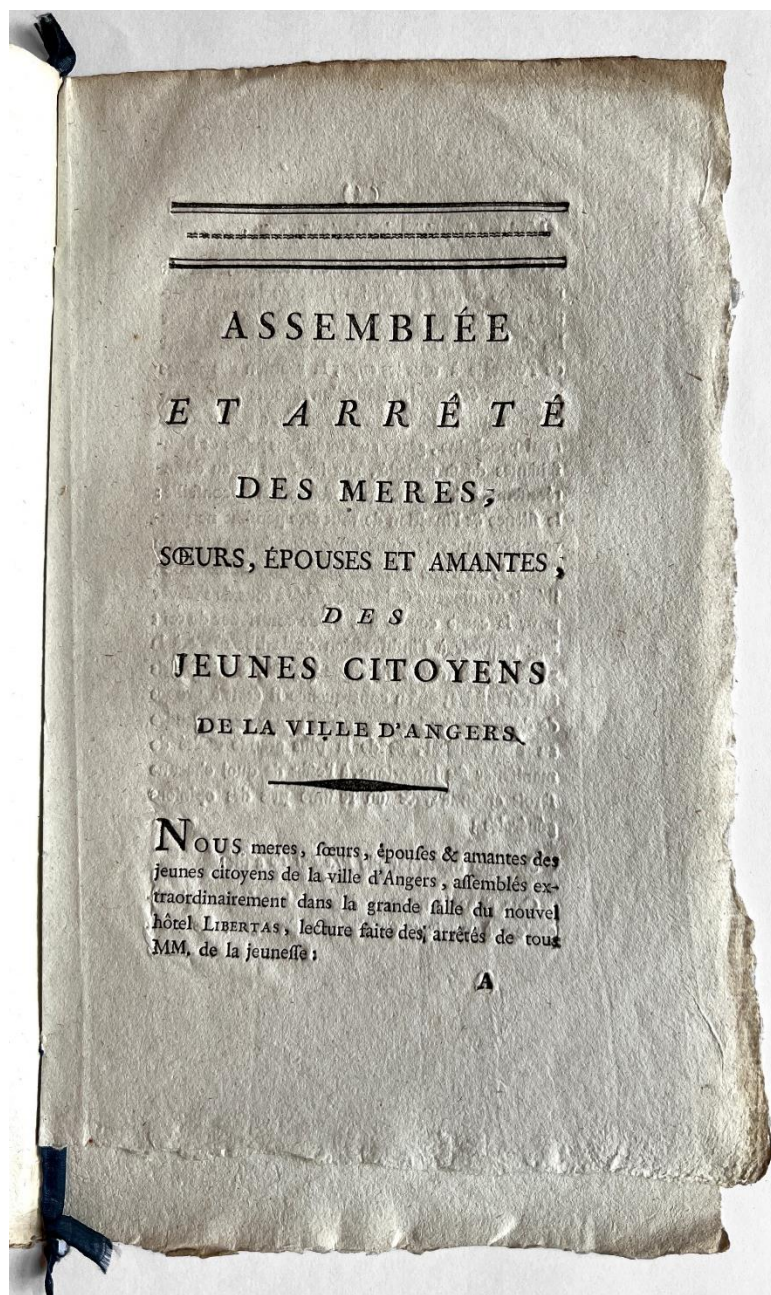 ASSEMBLÉE
ET ARRÊTÉ
DES MERES,
SŒURS, ÉPOUSES ET AMANTES,
DES
JEUNES CITOYENS
DE LA VILLE D'ANGERS.
NOUS meres, ſœurs, épouſes & amantes des
jeunes citoyens de la ville d'Angers, aſſemblés ex-
traordinairement dans la grande ſalle du nouvel
hôtel LIBERTAS, lecture faite des, arrêtés de tous
MM. de la jeuneſſe :
A